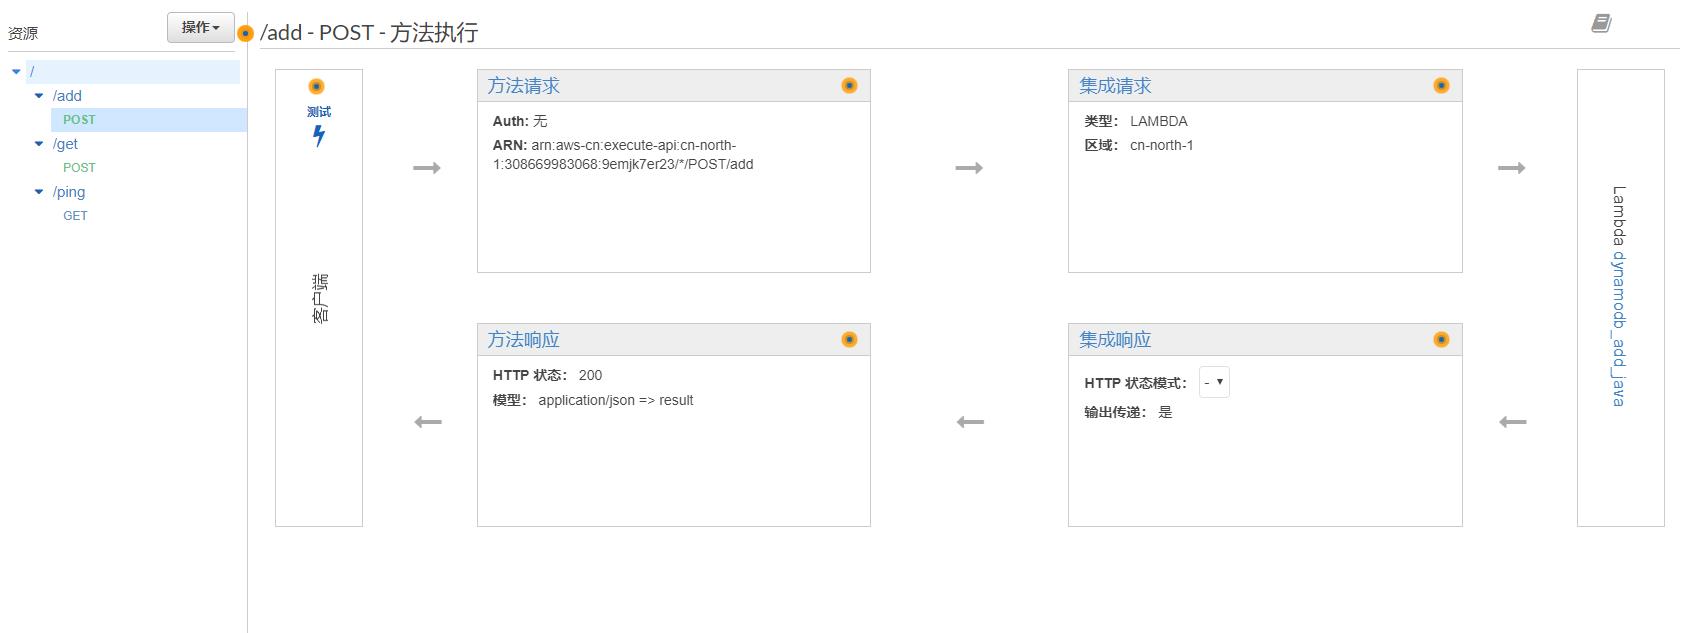 资源
操作
/add - POST - 方法执行
/
/add
POST
/get
POST
/ping
GET
测试
客户端
方法请求
Auth: 无
ARN: arn:aws-cn:execute-api:cn-north-
1:308669983068:9emjk7er23/*/POST/add
集成请求
类型: LAMBDA
区域: cn-north-1
Lambda dynamodb_add_java
方法响应
HTTP 状态: 200
模型: application/json => result
集成响应
HTTP 状态模式: -
输出传递: 是